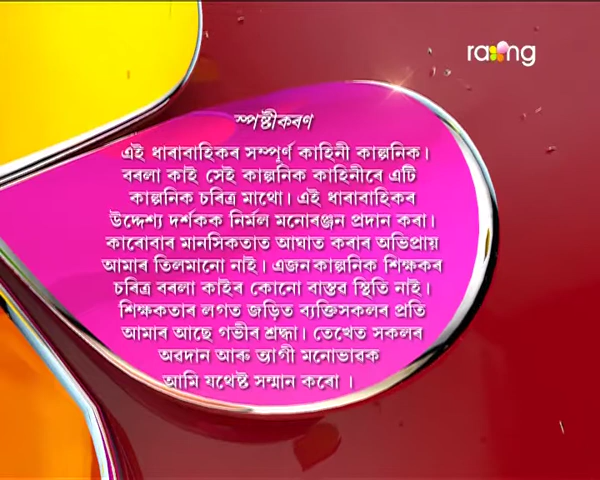 rang
স্পষ্টীকৰণ
এই ধাৰাবাহিকৰ সম্পূৰ্ণ কাহিনী কাল্পনিক।
বৰলা কাই সেই কাল্পনিক কাহিনীৰে এটি
কাল্পনিক চৰিত্ৰ মাথো। এই ধাৰাবাহিকৰ
উদ্দেশ্য দৰ্শকক নিৰ্মল মনোৰঞ্জন প্ৰদান কৰা।
কাৰোবাৰ মানসিকতাত আঘাত কৰাৰ অভিপ্ৰায়
আমাৰ তিলমানো নাই। এজন কাল্পনিক শিক্ষকৰ
চৰিত্ৰ বৰলা কাইৰ কোনো বাস্তৱ স্থিতি নাই।
শিক্ষকতাৰ লগত জড়িত ব্যক্তিসকলৰ প্ৰতি
আমাৰ আছে গভীৰ শ্ৰদ্ধা। তেখেত সকলৰ
অৱদান আৰু ত্যাগী মনোভাৱক
আমি যথেষ্ট সন্মান কৰো ।